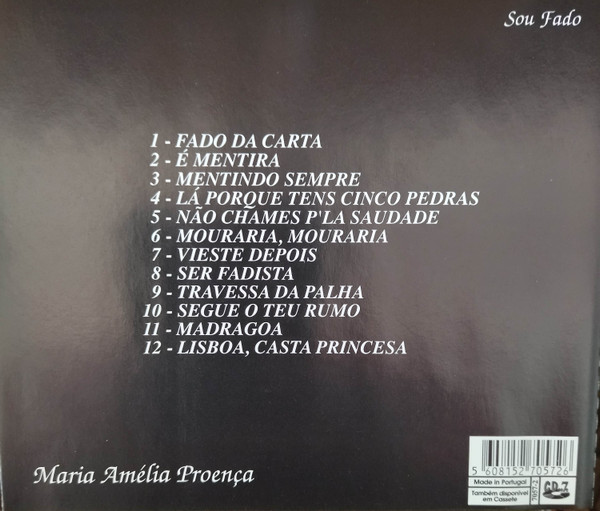 Sou Fado
1 - FADO DA CARTA
2 - É MENTIRA
3 - MENTINDO SEMPRE
4 - LÁ PORQUE TENS CINCO PEDRAS
5 - NÃO CHAMES P'LA SAUDADE
6 - MOURARIA, MOURARIA
7 - VIESTE DEPOIS
8 - SER FADISTA
9 - TRAVESSA DA PALHA
10 - SEGUE O TEU RUMO
11 - MADRAGOA
12 - LISBOA, CASTA PRINCESA
Maria Amélia Proença
5 608152 705726
Made in Portugal
Também disponível
em Cassete
CD-7